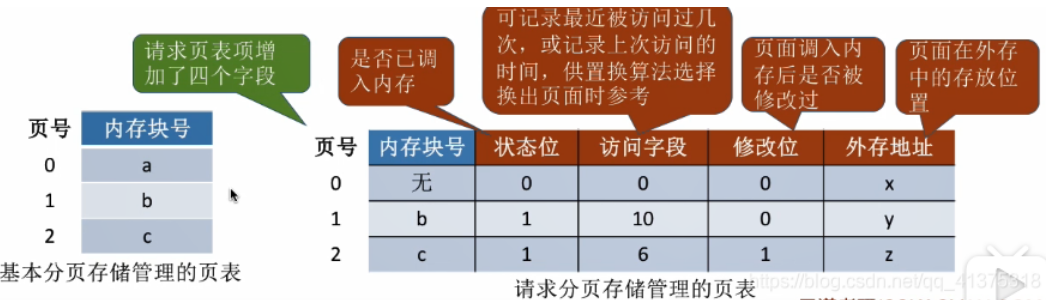 请求页表项增
加了四个字段
是否已调
入内存
可记录最近被访问过几
次，或记录上次访问的
时间，供置换算法选择
换出页面时参考
页面调入内
存后是否被
修改过
页面在外存
中的存放位
置
页号 内存块号
0 a
1 b
2 c
基本分页存储管理的页表
页号 内存块号 状态位 访问字段 修改位 外存地址
0 无 0 0 0 x
1 b 1 10 0 y
2 c 1 6 1 z
请求分页存储管理的页表
https://blog.csdn.net/qq_41376318